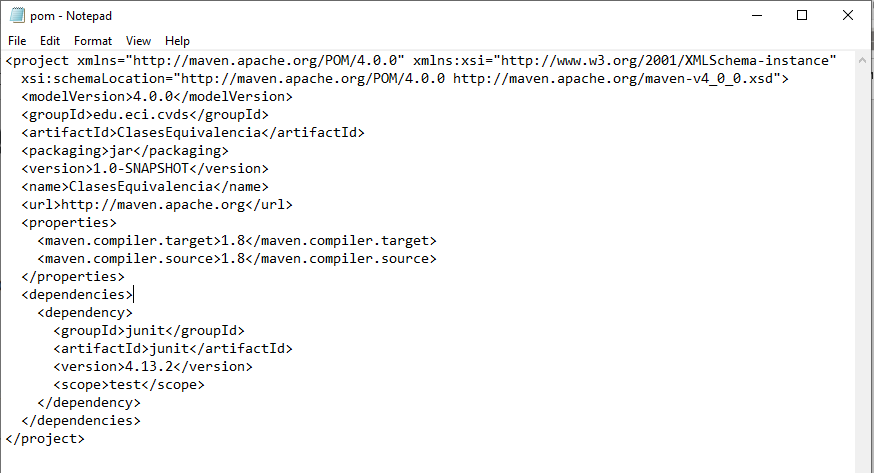 pom - Notepad
File Edit Format View Help
<project xmlns="http://maven.apache.org/POM/4.0.0" xmlns:xsi="http://www.w3.org/2001/XMLSchema-instance"
  xsi:schemaLocation="http://maven.apache.org/POM/4.0.0 http://maven.apache.org/maven-v4_0_0.xsd">
  <modelVersion>4.0.0</modelVersion>
  <groupId>edu.eci.cvds</groupId>
  <artifactId>ClasesEquivalencia</artifactId>
  <packaging>jar</packaging>
  <version>1.0-SNAPSHOT</version>
  <name>ClasesEquivalencia</name>
  <url>http://maven.apache.org</url>
  <properties>
    <maven.compiler.target>1.8</maven.compiler.target>
    <maven.compiler.source>1.8</maven.compiler.source>
  </properties>
  <dependencies>
    <dependency>
      <groupId>junit</groupId>
      <artifactId>junit</artifactId>
      <version>4.13.2</version>
      <scope>test</scope>
    </dependency>
  </dependencies>
</project>